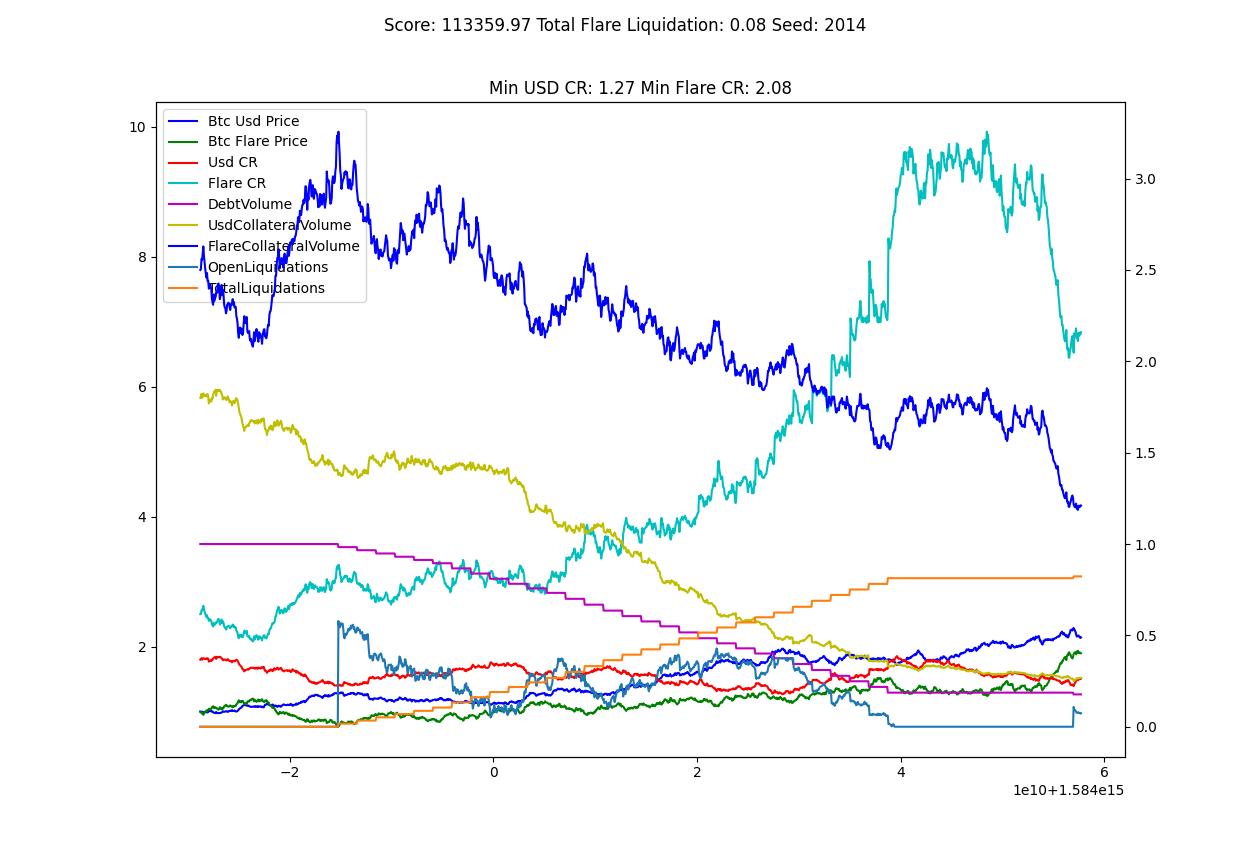 Score: 113359.97 Total Flare Liquidation: 0.08 Seed: 2014
Min USD CR: 1.27 Min Flare CR: 2.08
Btc Usd Price
Btc Flare Price
Usd CR
Flare CR
DebtVolume
UsdCollateralVolume
FlareCollateralVolume
OpenLiquidations
TotalLiquidations
10
8
6
4
2
3.0
2.5
2.0
1.5
1.0
0.5
0.0
−2
0
2
4
6
1e10+1.584e15